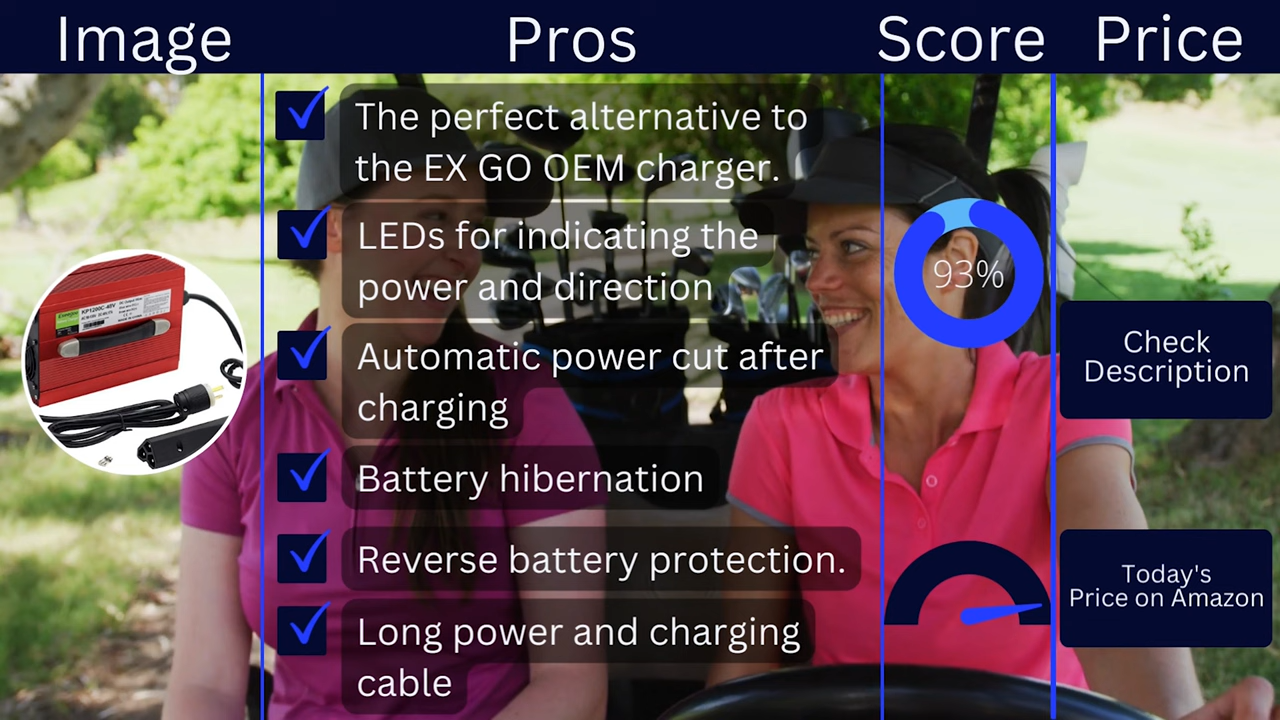 Image
Pros
Score
Price
The perfect alternative to
the EX GO OEM charger.
LEDs for indicating the
power and direction
Automatic power cut after
charging
Battery hibernation
Reverse battery protection.
Long power and charging
cable
93%
Check
Description
Today's
Price on Amazon
KP1200C-48V